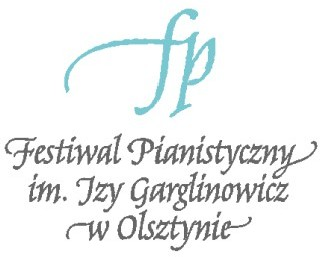 fp
Festiwal Pianistyczny
im. Izy Garglinowicz
w Olsztynie